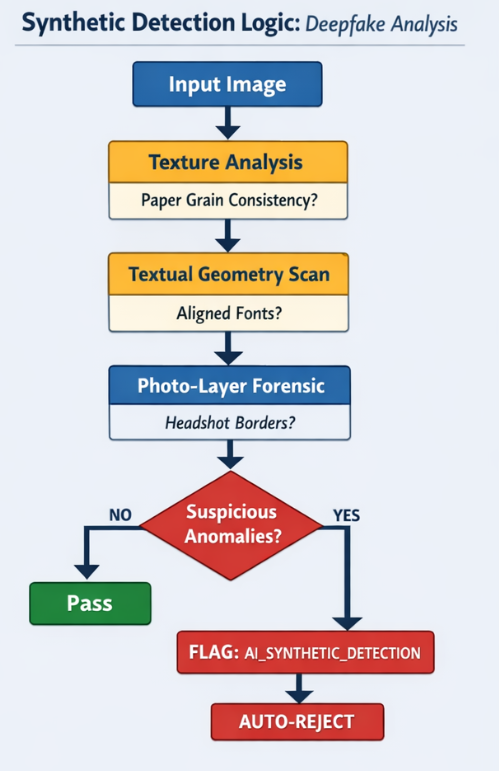 Synthetic Detection Logic: Deepfake Analysis
Input Image
Texture Analysis
Paper Grain Consistency?
Textual Geometry Scan
Aligned Fonts?
Photo-Layer Forensic
Headshot Borders?
Suspicious
Anomalies?
NO
YES
Pass
FLAG: AI_SYNTHETIC_DETECTION
AUTO-REJECT